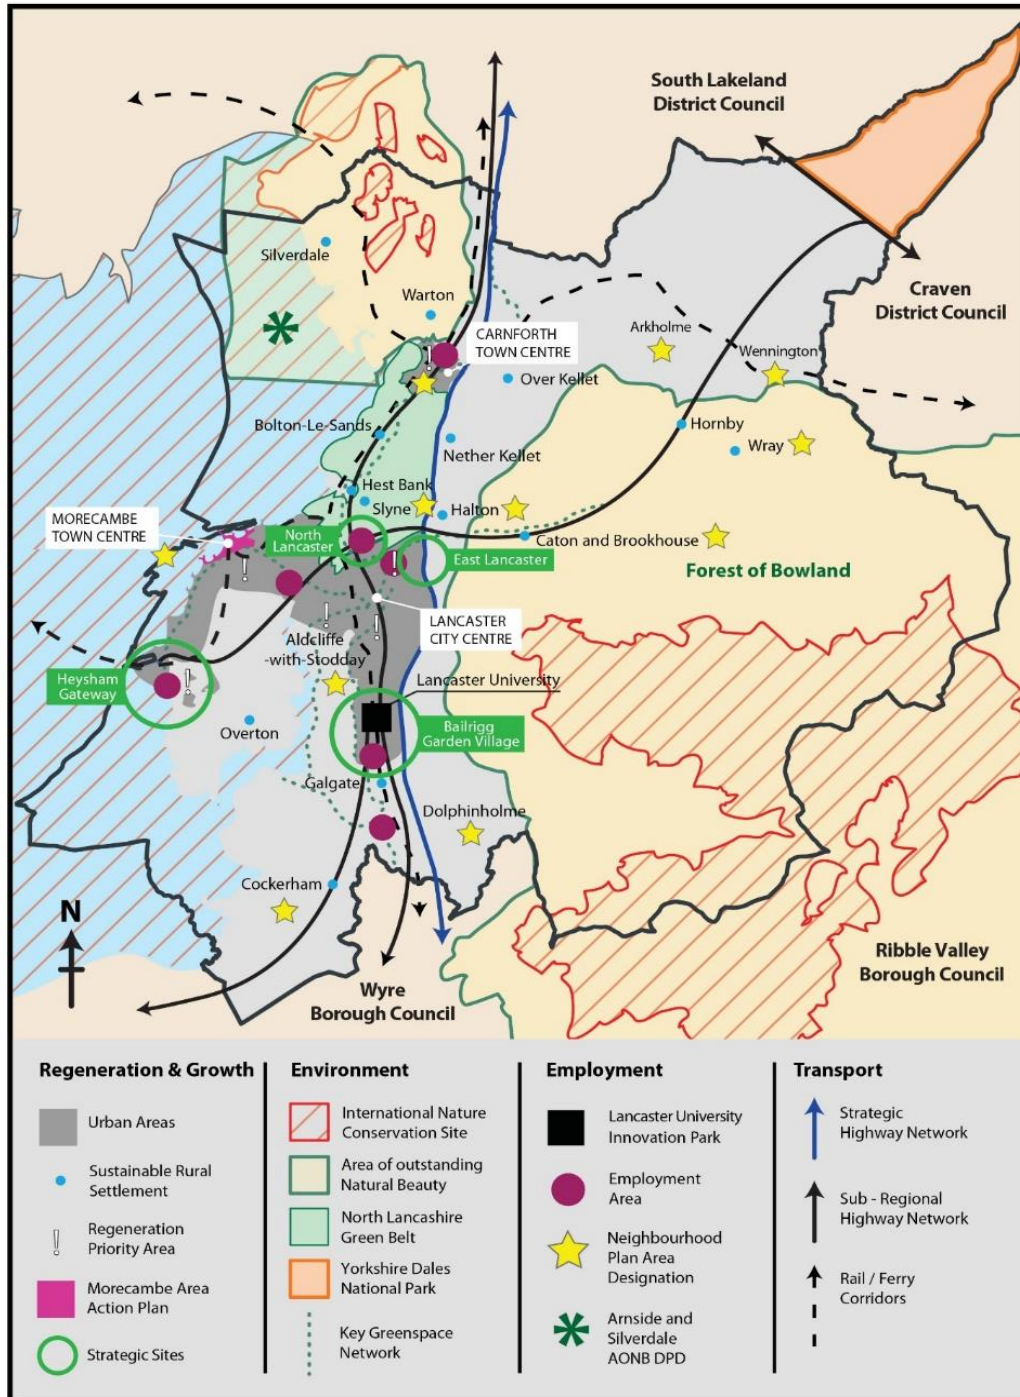 South Lakeland
District Council
Silverdale
Warton
Craven
District Council
CARNFORTH
TOWN CENTRE
Arkholme
Wennington
Over Kellet
Bolton-Le-Sands
Hornby
Nether Kellet
Wray
Hest Bank
Slyne
Halton
MORECAMBE
TOWN CENTRE
North
Lancaster
Caton and Brookhouse
East Lancaster
Forest of Bowland
LANCASTER
CITY CENTRE
Aldcliffe
-with-Stodday
Heysham
Gateway
Lancaster University
Overton
Bailrigg
Garden Village
Galgate
Dolphinholme
Cockerham
N
Ribble Valley
Borough Council
Wyre
Borough Council
Regeneration & Growth
Urban Areas
Sustainable Rural
Settlement
! Regeneration
Priority Area
Morecambe Area
Action Plan
Strategic Sites
Environment
International Nature
Conservation Site
Area of outstanding
Natural Beauty
North Lancashire
Green Belt
Yorkshire Dales
National Park
Key Greenspace
Network
Employment
Lancaster University
Innovation Park
Employment
Area
Neighbourhood
Plan Area
Designation
Arnside and
Silverdale
AONB DPD
Transport
Strategic
Highway Network
Sub - Regional
Highway Network
Rail / Ferry
Corridors